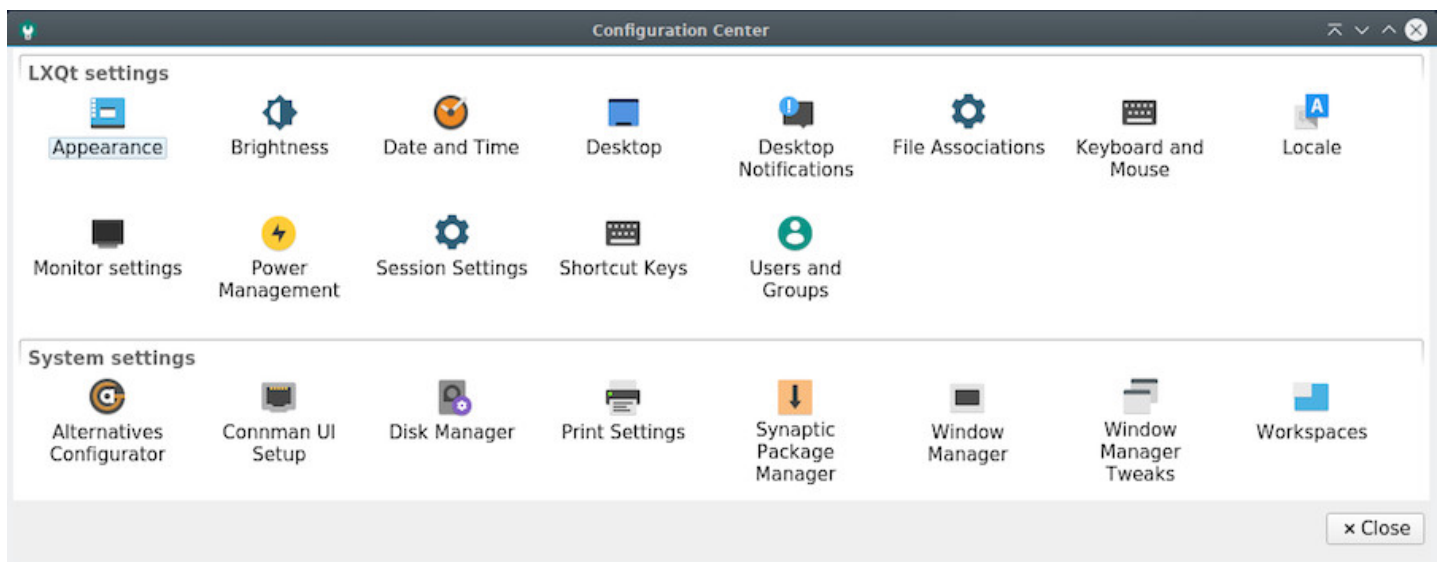 Configuration Center
LXQt settings
Appearance
Brightness
Date and Time
Desktop
Desktop
Notifications
File Associations
Keyboard and
Mouse
A
Locale
Monitor settings
Power
Management
Session Settings
Shortcut Keys
Users and
Groups
System settings
Alternatives
Configurator
Connman UI
Setup
Disk Manager
Print Settings
Synaptic
Package
Manager
Window
Manager
Window
Manager
Tweaks
Workspaces
× Close